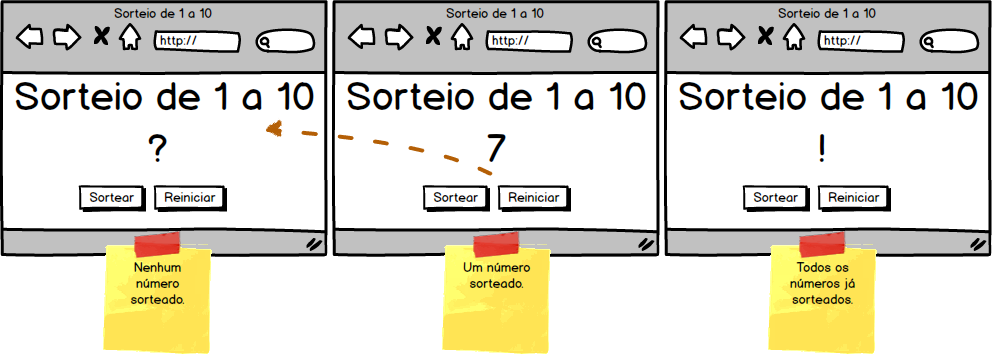 Sorteio de 1 a 10
http://
Sorteio de 1 a 10
?
Sortear
Reiniciar
Nenhum
número
sorteado.
Sorteio de 1 a 10
http://
Sorteio de 1 a 10
7
Sortear
Reiniciar
Um número
sorteado.
Sorteio de 1 a 10
http://
Sorteio de 1 a 10
!
Sortear
Reiniciar
Todos os
números já
sorteados.